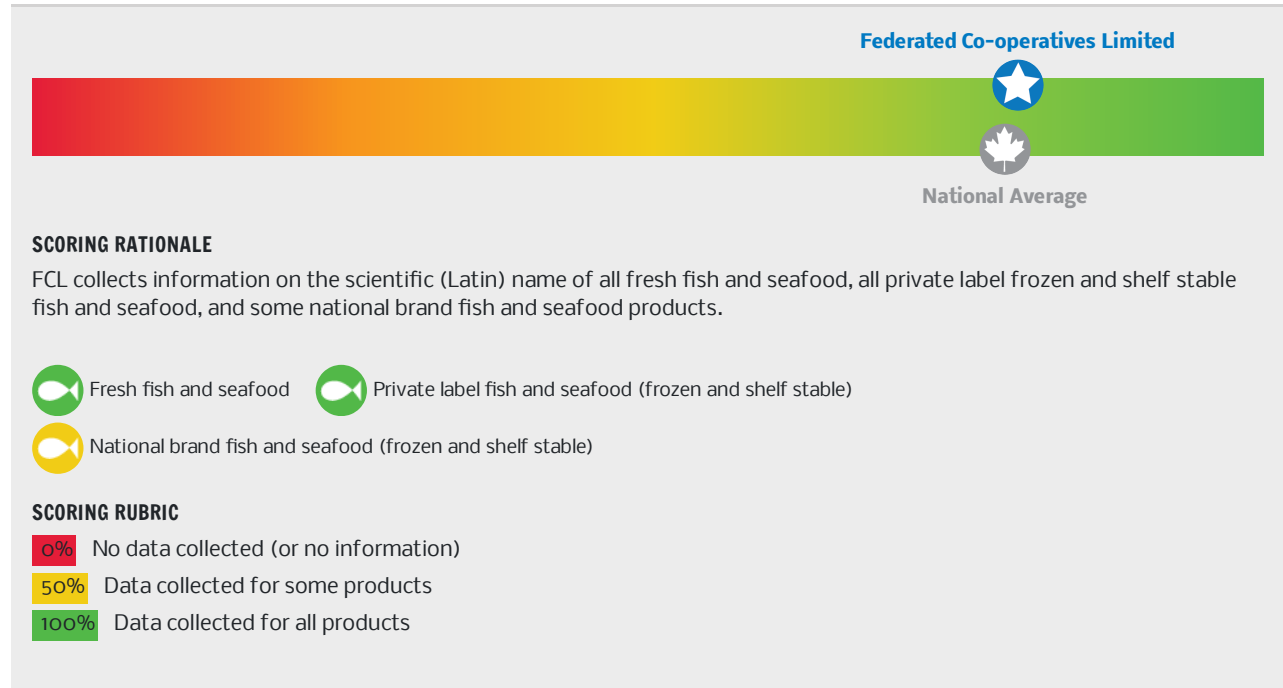 Federated Co-operatives Limited
National Average
SCORING RATIONALE
FCL collects information on the scientific (Latin) name of all fresh fish and seafood, all private label frozen and shelf stable
fish and seafood, and some national brand fish and seafood products.
Fresh fish and seafood Private label fish and seafood (frozen and shelf stable)
National brand fish and seafood (frozen and shelf stable)
SCORING RUBRIC
0% No data collected (or no information)
50% Data collected for some products
100% Data collected for all products